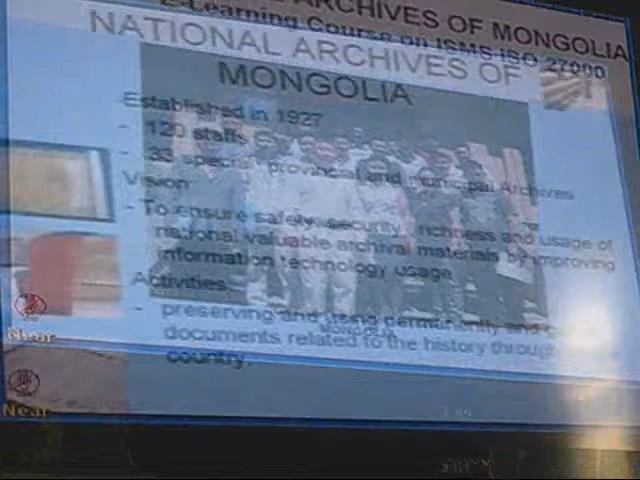 ARCHIVES OF MONGOLIA
E-Learning Course on ISMS-ISO 27000
NATIONAL ARCHIVES OF
MONGOLIA
Established in 1927
- 120 staffs
- 33 special, provincial and municipal Archives
Vision:
- To ensure safety, security, richness and usage of
national valuable archival materials by improving
information technology usage
Activities:
- preserving and using permanently and
documents related to the history through
country.
Near
Near